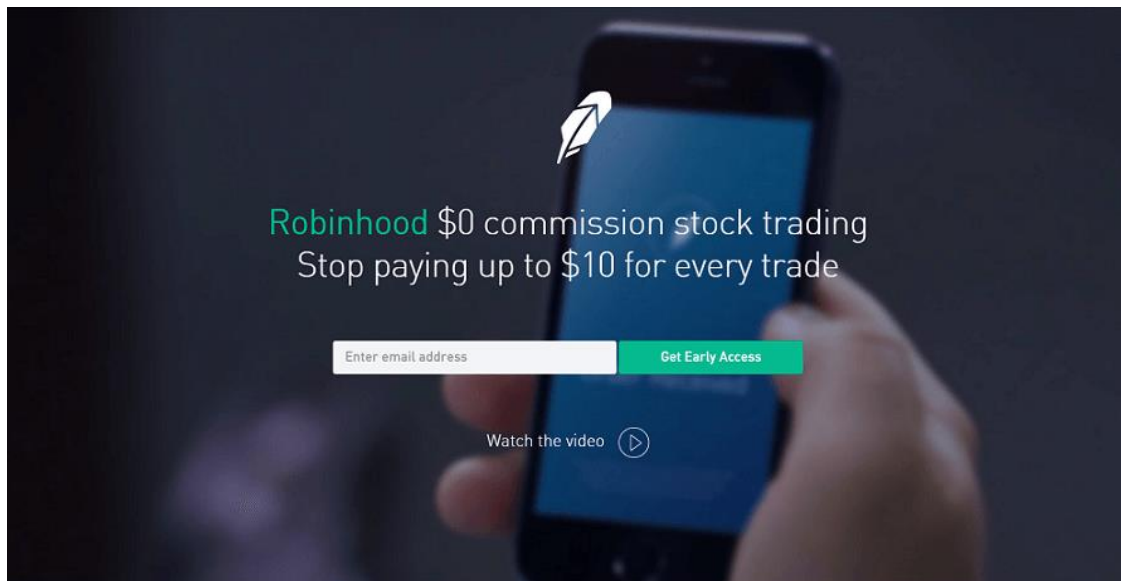 Robinhood $0 commission stock trading
Stop paying up to $10 for every trade
Enter email address
Get Early Access
Watch the video